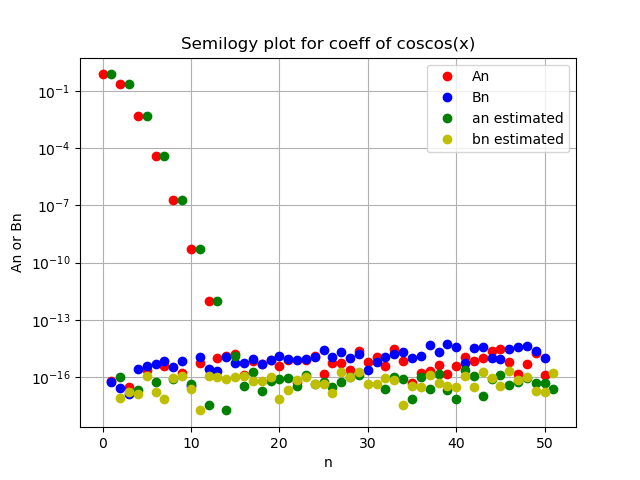 Semilogy plot for coeff of coscos(x)
An
Bn
an estimated
bn estimated
An or Bn
10⁻¹
10⁻⁴
10⁻⁷
10⁻¹⁰
10⁻¹³
10⁻¹⁶
0 10 20 30 40 50
n